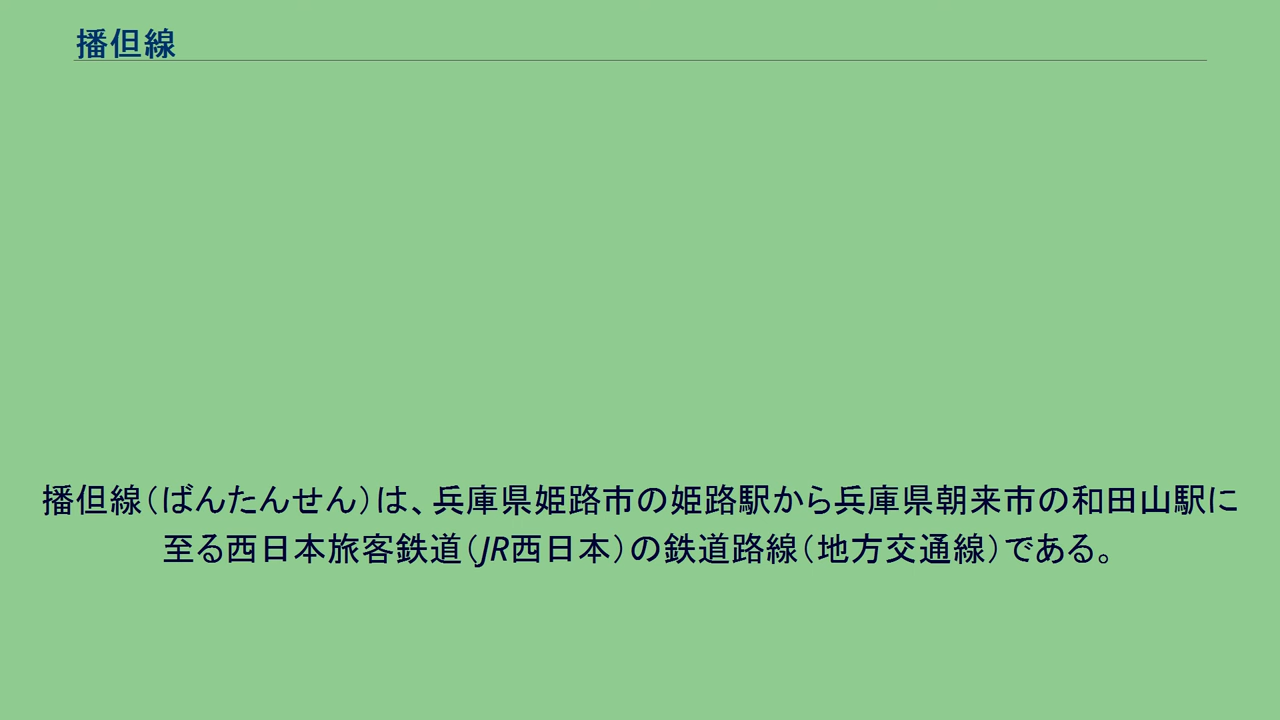 播但線
播但線（ばんたんせん）は、兵庫県姫路市の姫路駅から兵庫県朝来市の和田山駅に
至る西日本旅客鉄道（JR西日本）の鉄道路線（地方交通線）である。